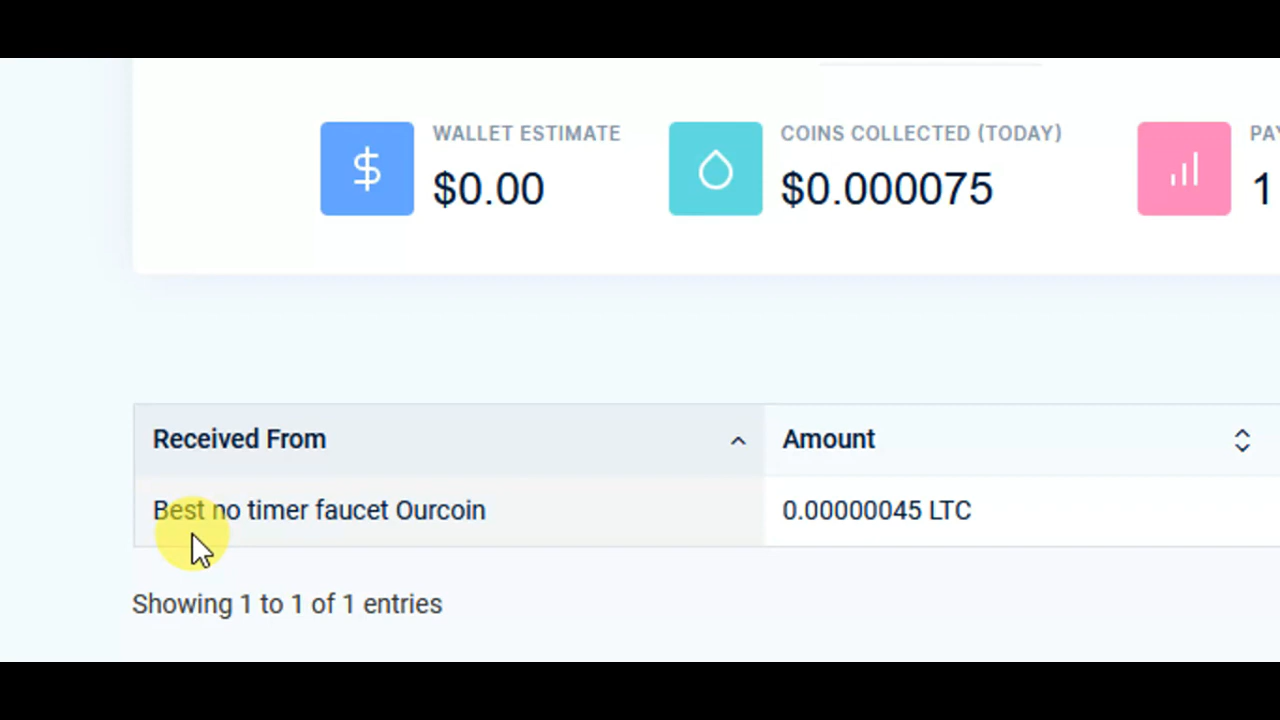 WALLET ESTIMATE
$0.00
COINS COLLECTED (TODAY)
$0.000075
PAY
1
Received From
Amount
Best no timer faucet Ourcoin
0.00000045 LTC
Showing 1 to 1 of 1 entries